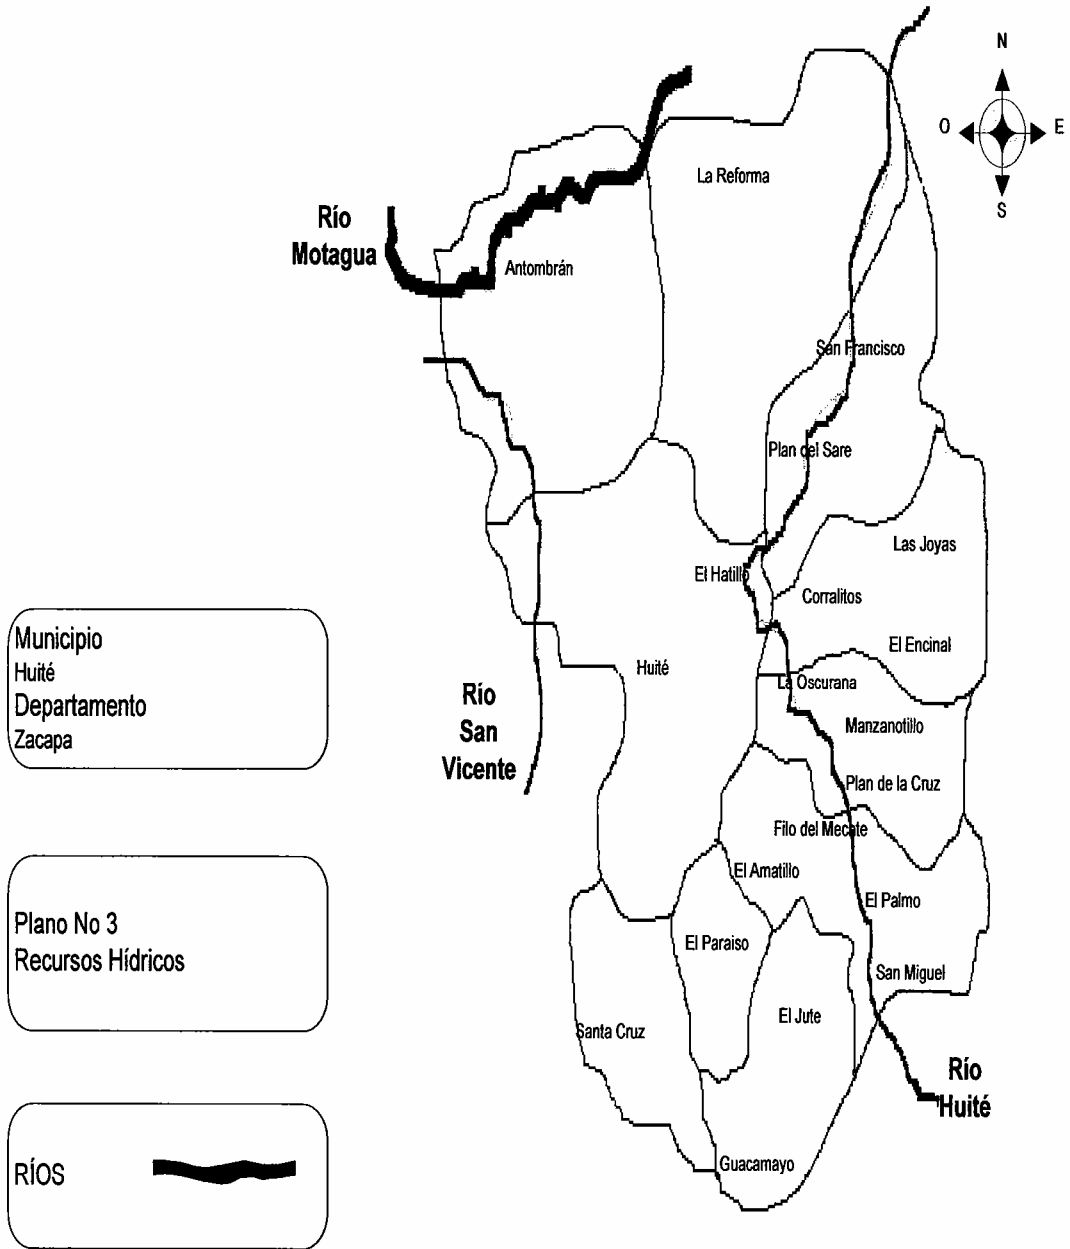 N
O
E
S
La Reforma
Río
Motagua
Antombrán
San Francisco
Plan del Sare
Las Joyas
El Hatillo
Corralitos
El Encinal
Huité
La Oscurana
Río
San
Vicente
Manzanotillo
Plan de la Cruz
Filo del Mecate
El Amatillo
El Palmo
El Paraiso
San Miguel
El Jute
Santa Cruz
Río
Huité
Guacamayo
Municipio
Huité
Departamento
Zacapa
Plano No 3
Recursos Hídricos
RÍOS